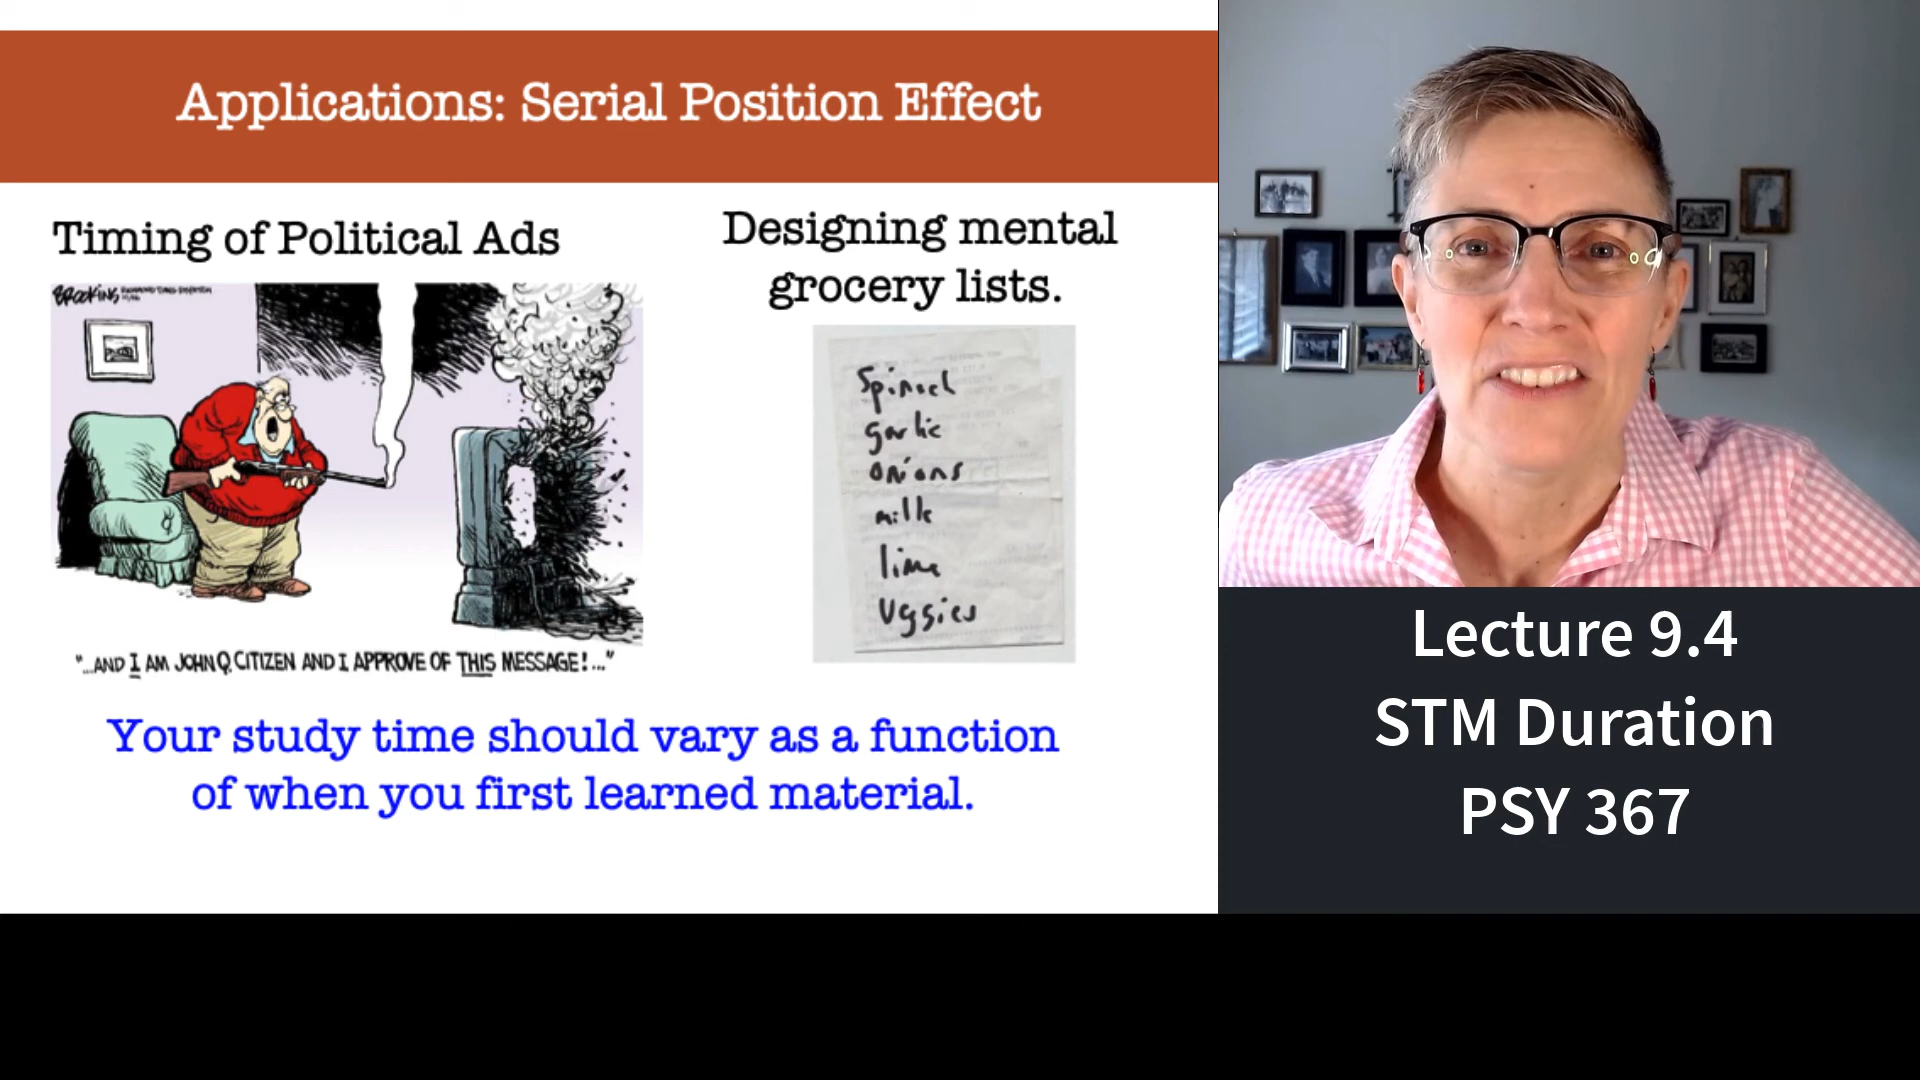 Applications: Serial Position Effect
Timing of Political Ads
BROOKINS
"...AND I AM JOHN Q. CITIZEN AND I APPROVE OF THIS MESSAGE!..."
Designing mental
grocery lists.
Spinach
garlic
onions
milk
lime
Vggies
Your study time should vary as a function
of when you first learned material.
Lecture 9.4
STM Duration
PSY 367